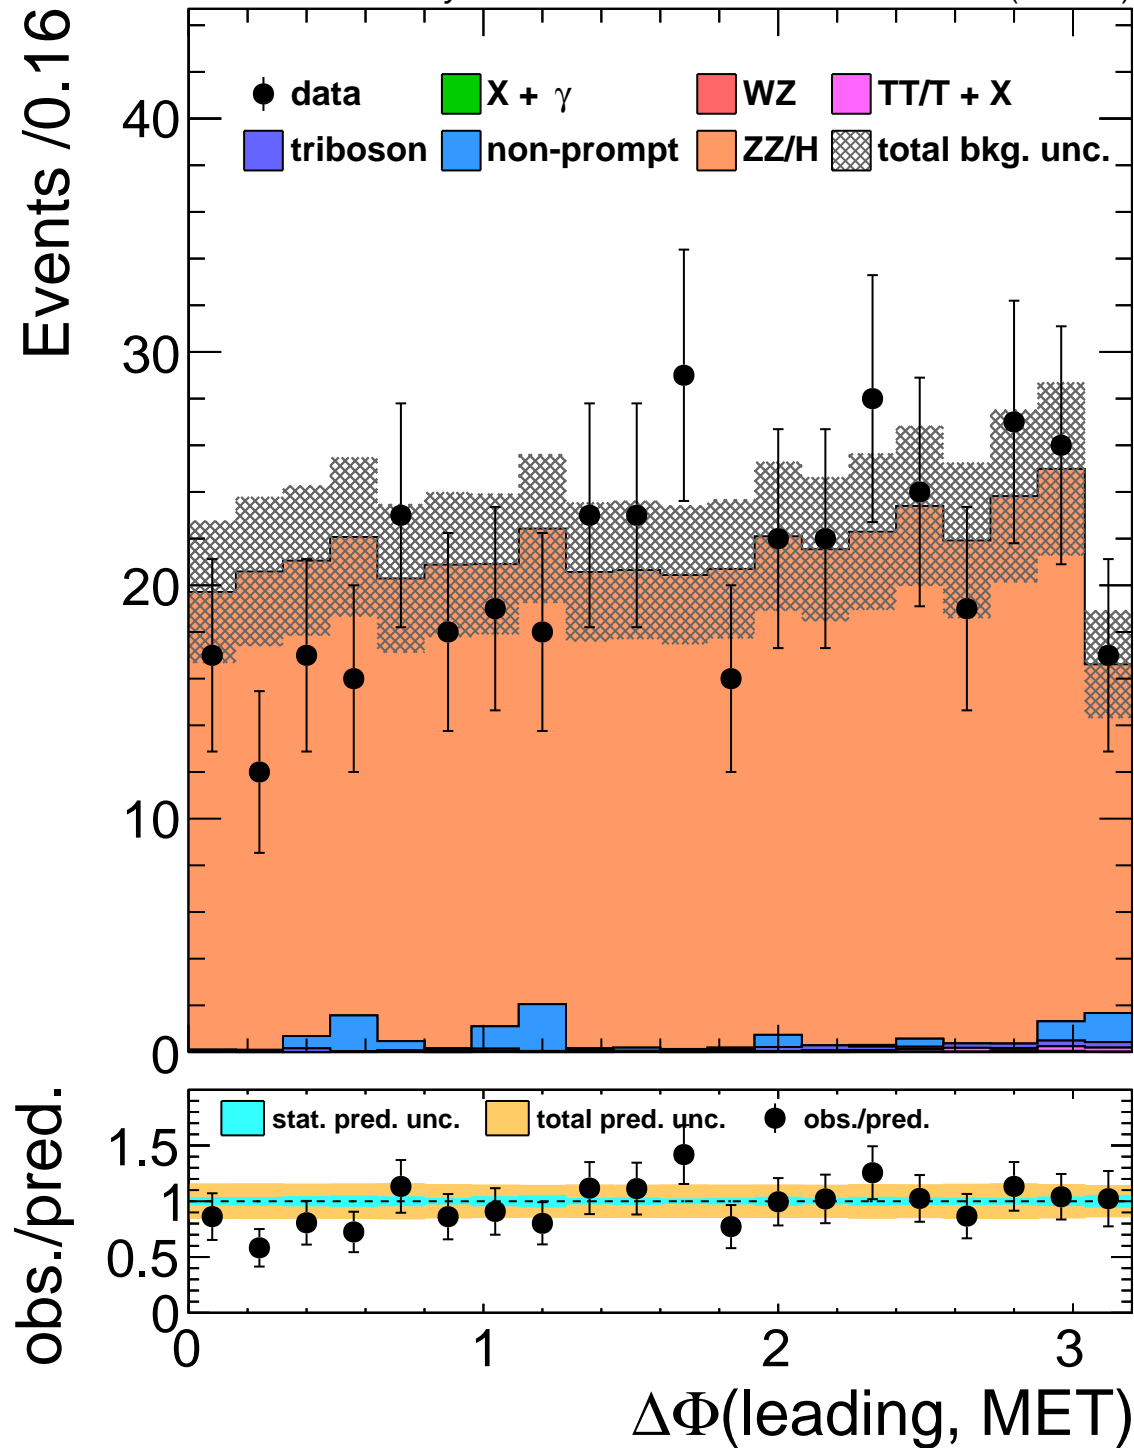 Events /0.16
data
X + γ
WZ
TT/T + X
triboson
non-prompt
ZZ/H
total bkg. unc.
40
30
20
10
0
obs./pred.
stat. pred. unc.
total pred. unc.
obs./pred.
1.5
1
0.5
0
0
1
2
3
ΔΦ(leading, MET)